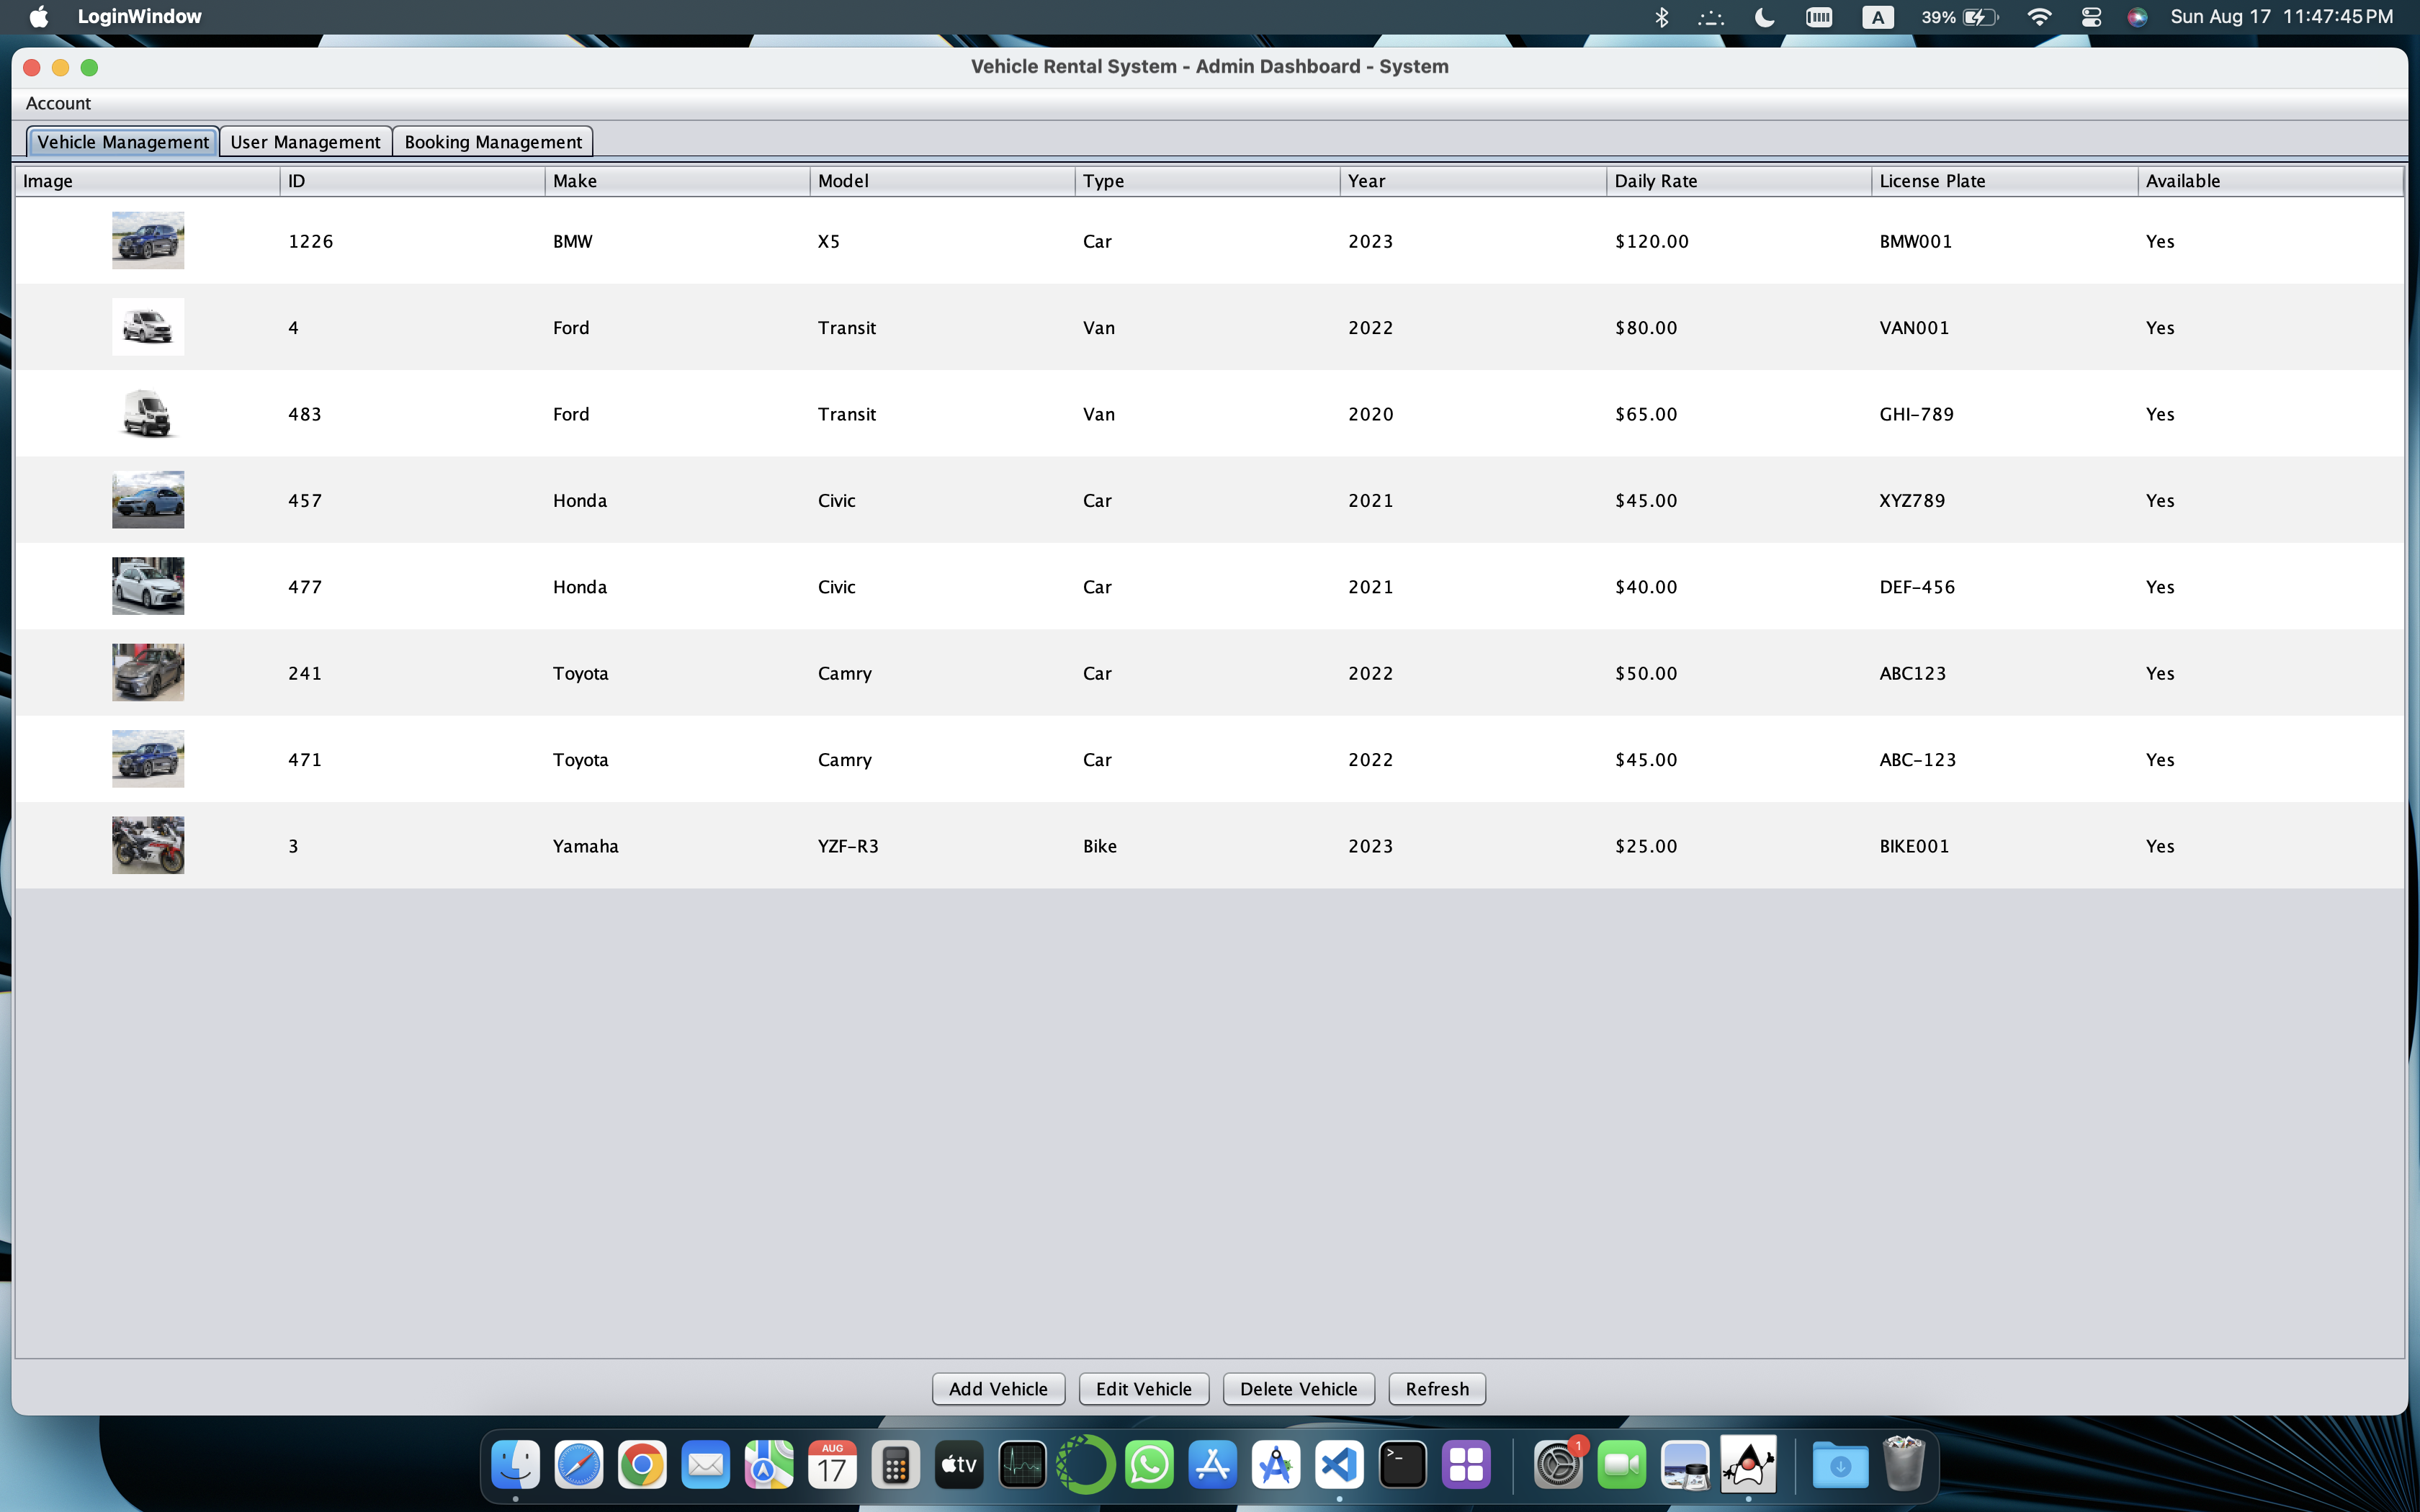 LoginWindow A 39% Sun Aug 17 11:47:45 PM
Vehicle Rental System - Admin Dashboard - System
Account
Vehicle Management User Management Booking Management
Image ID Make Model Type Year Daily Rate License Plate Available
1226 BMW X5 Car 2023 $120.00 BMW001 Yes
4 Ford Transit Van 2022 $80.00 VAN001 Yes
483 Ford Transit Van 2020 $65.00 GHI-789 Yes
457 Honda Civic Car 2021 $45.00 XYZ789 Yes
477 Honda Civic Car 2021 $40.00 DEF-456 Yes
241 Toyota Camry Car 2022 $50.00 ABC123 Yes
471 Toyota Camry Car 2022 $45.00 ABC-123 Yes
3 Yamaha YZF-R3 Bike 2023 $25.00 BIKE001 Yes
Add Vehicle Edit Vehicle Delete Vehicle Refresh
AUG
17
tv
>_
1